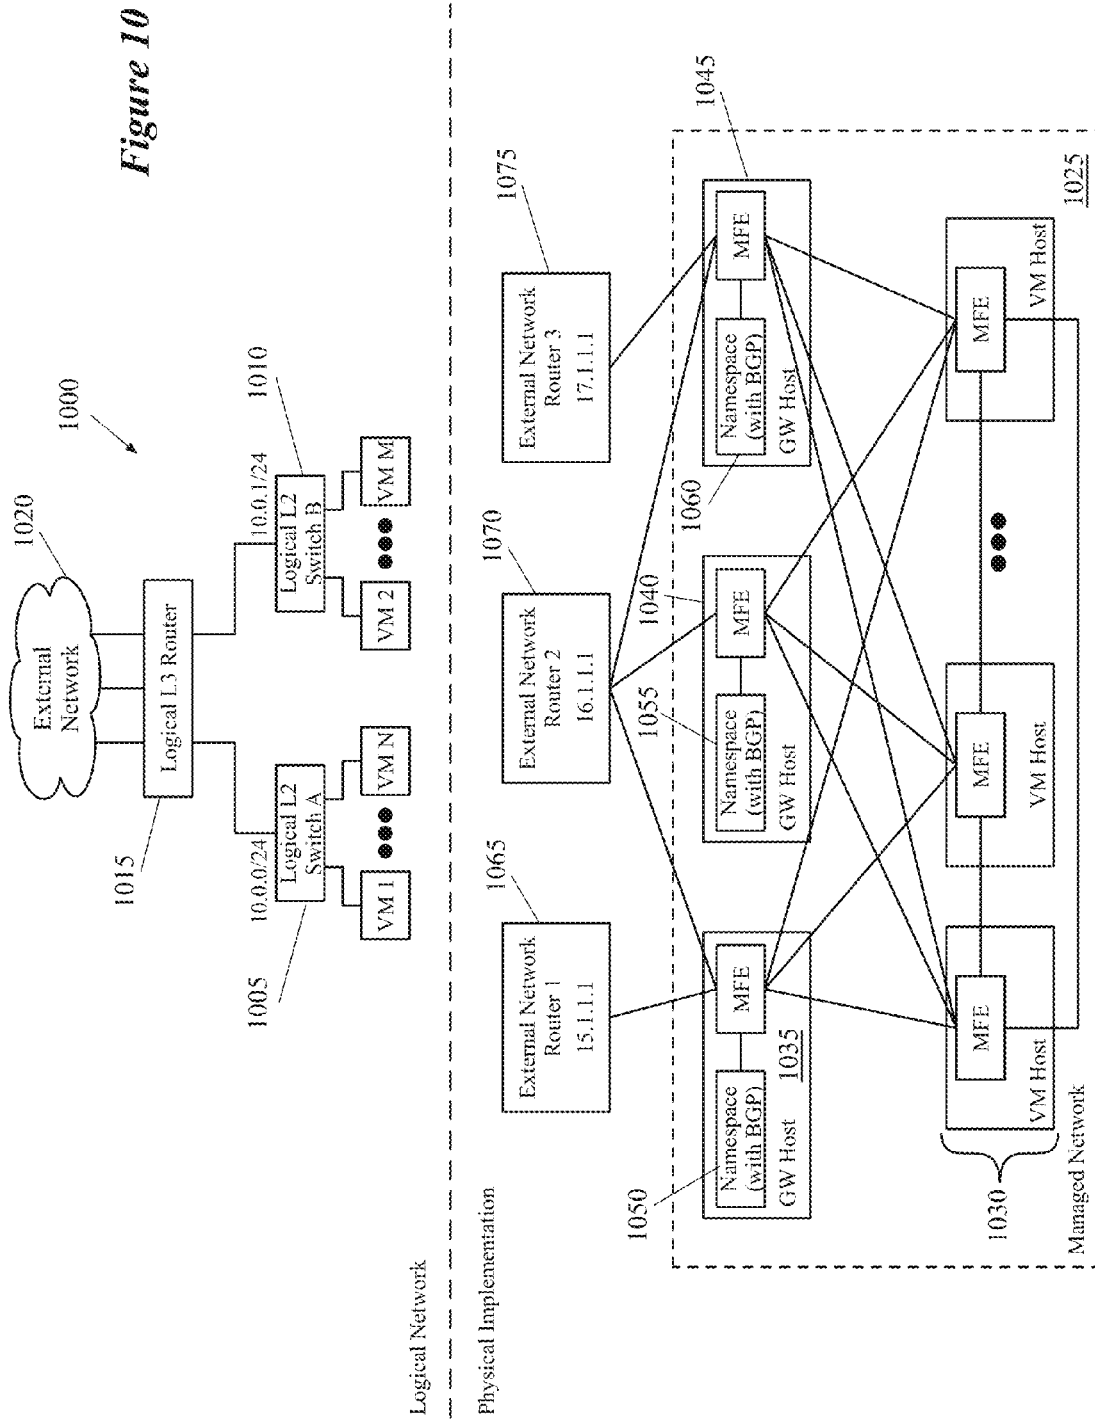 Figure 10
1000
1020
External
Network
1015
Logical L3 Router
10.0.0/24
10.0.1/24
1005
Logical L2
Switch A
1010
Logical L2
Switch B
VM 1
VM N
VM 2
VM M
Logical Network
Physical Implementation
1065
External Network
Router 1
15.1.1.1
1070
External Network
Router 2
16.1.1.1
1075
External Network
Router 3
17.1.1.1
1045
1050
Namespace
(with BGP)
MFE
GW Host
1035
1055
1040
Namespace
(with BGP)
MFE
GW Host
1060
Namespace
(with BGP)
MFE
GW Host
1030
MFE
VM Host
MFE
VM Host
MFE
VM Host
Managed Network
1025